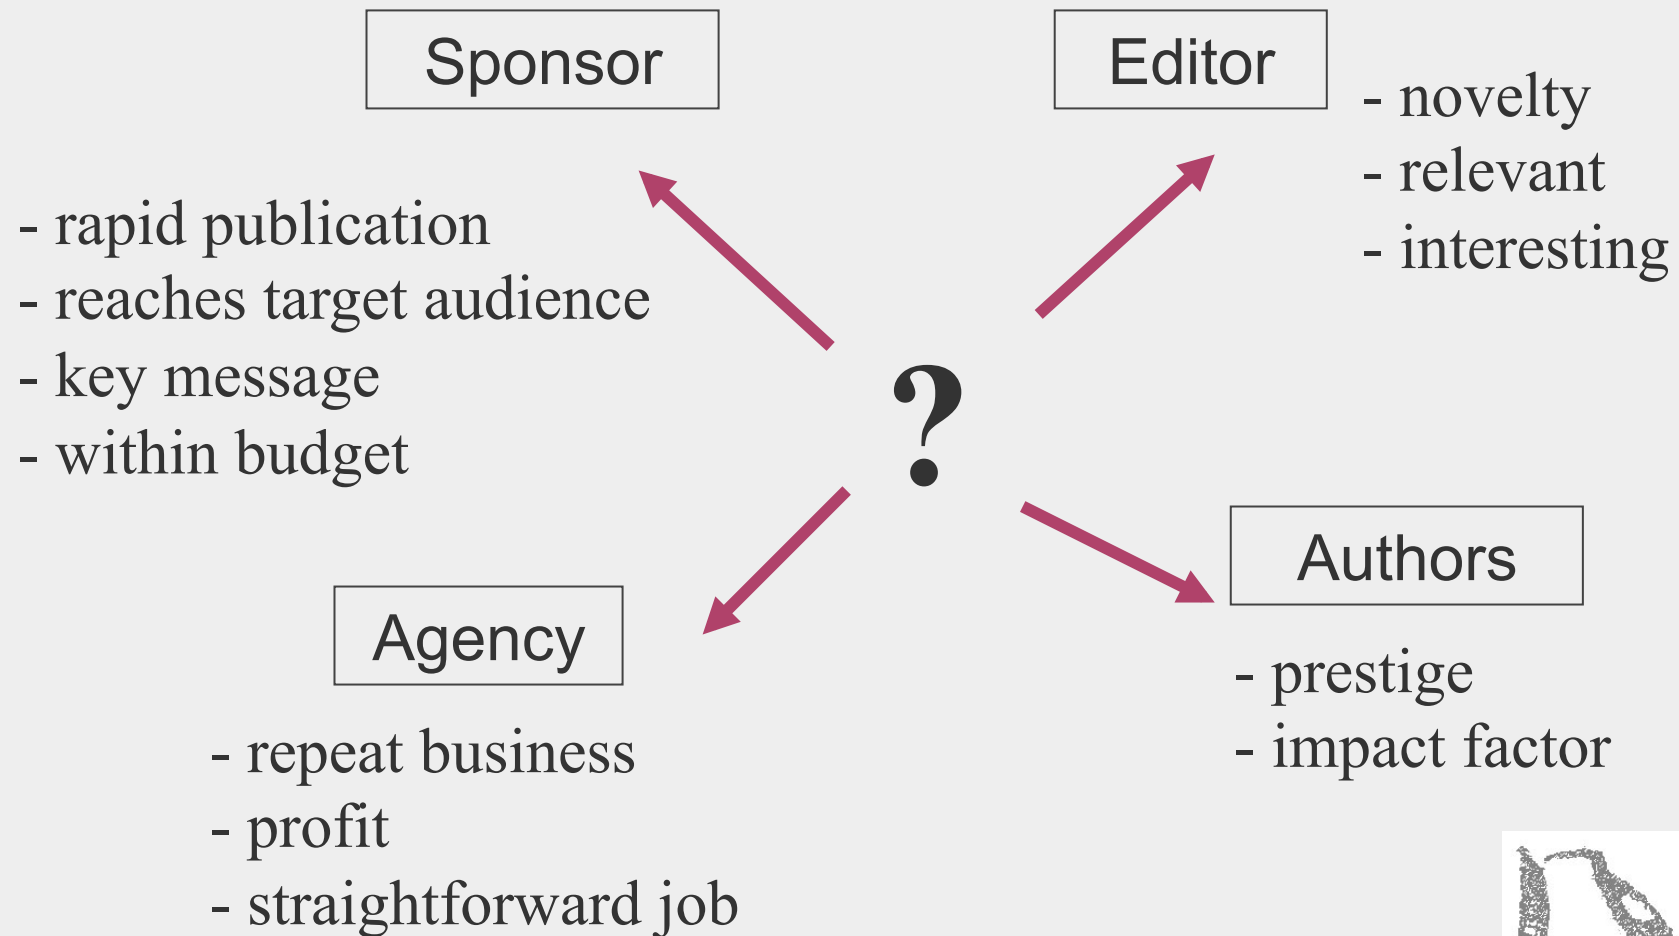 Sponsor
- rapid publication
- reaches target audience
- key message
- within budget
Editor
- novelty
- relevant
- interesting
?
Agency
- repeat business
- profit
- straightforward job
Authors
- prestige
- impact factor